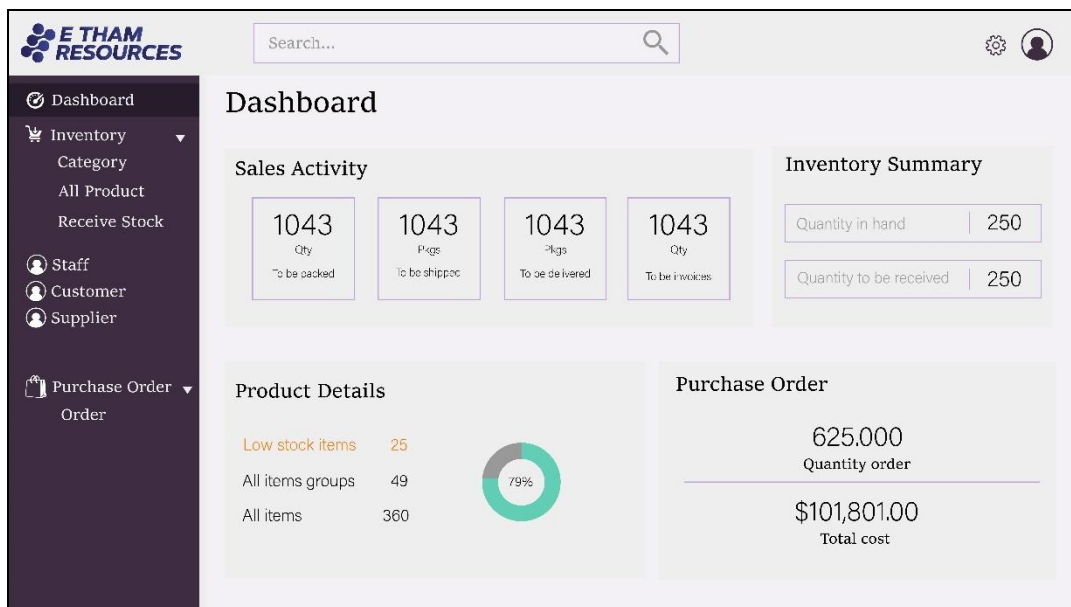 E THAM
RESOURCES
Search...
Dashboard
Inventory
Category
All Product
Receive Stock
Staff
Customer
Supplier
Purchase Order
Order
Dashboard
Sales Activity
1043
Qty
To be packed
1043
Pkgs
To be shipped
1043
Pkgs
To be delivered
1043
Qty
To be invoices
Inventory Summary
Quantity in hand 250
Quantity to be received 250
Product Details
Low stock items 25
All items groups 49
All items 360
79%
Purchase Order
625.000
Quantity order
$101,801.00
Total cost